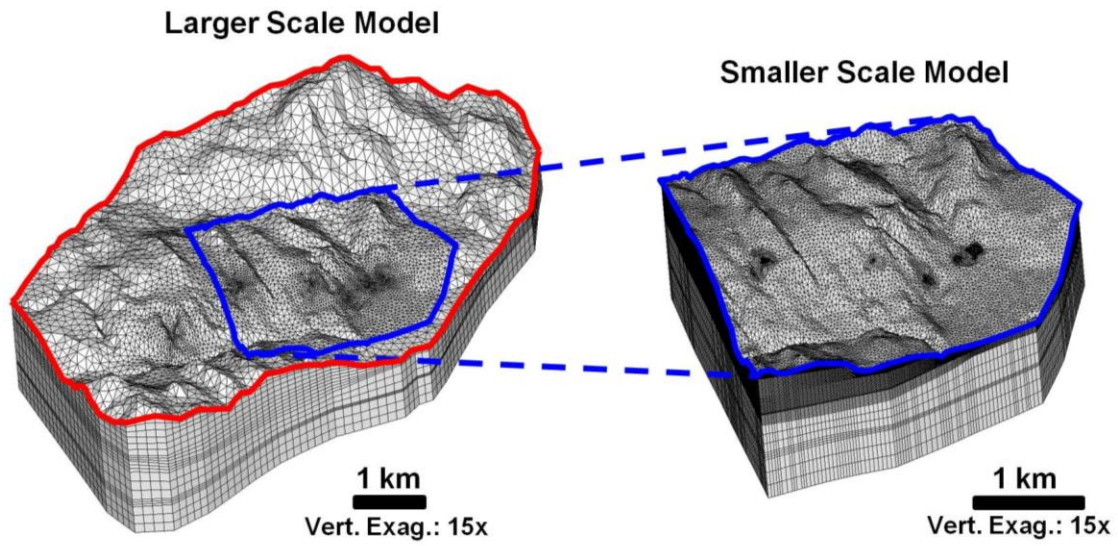 Larger Scale Model
Smaller Scale Model
1 km
Vert. Exag.: 15x
1 km
Vert. Exag.: 15x